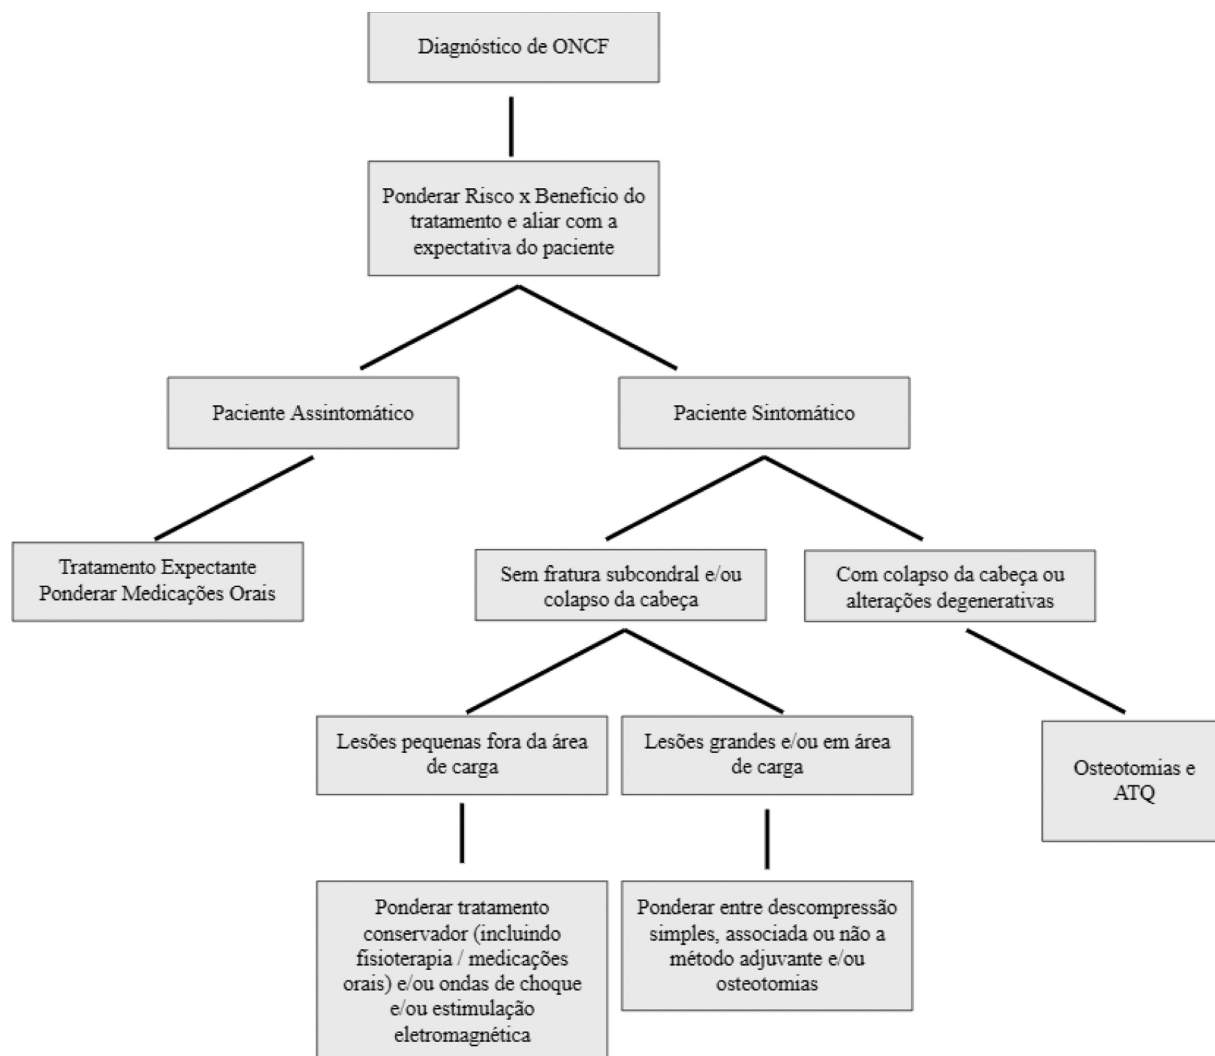 Diagnóstico de ONCF
Ponderar Risco x Benefício do
tratamento e aliar com a
expectativa do paciente
Paciente Assintomático
Paciente Sintomático
Tratamento Expectante
Ponderar Medicações Orais
Sem fratura subcondral e/ou
colapso da cabeça
Com colapso da cabeça ou
alterações degenerativas
Lesões pequenas fora da área
de carga
Lesões grandes e/ou em área
de carga
Osteotomias e
ATQ
Ponderar tratamento
conservador (incluindo
fisioterapia / medicações
orais) e/ou ondas de choque
e/ou estimulação
eletromagnética
Ponderar entre descompressão
simples, associada ou não a
método adjuvante e/ou
osteotomias